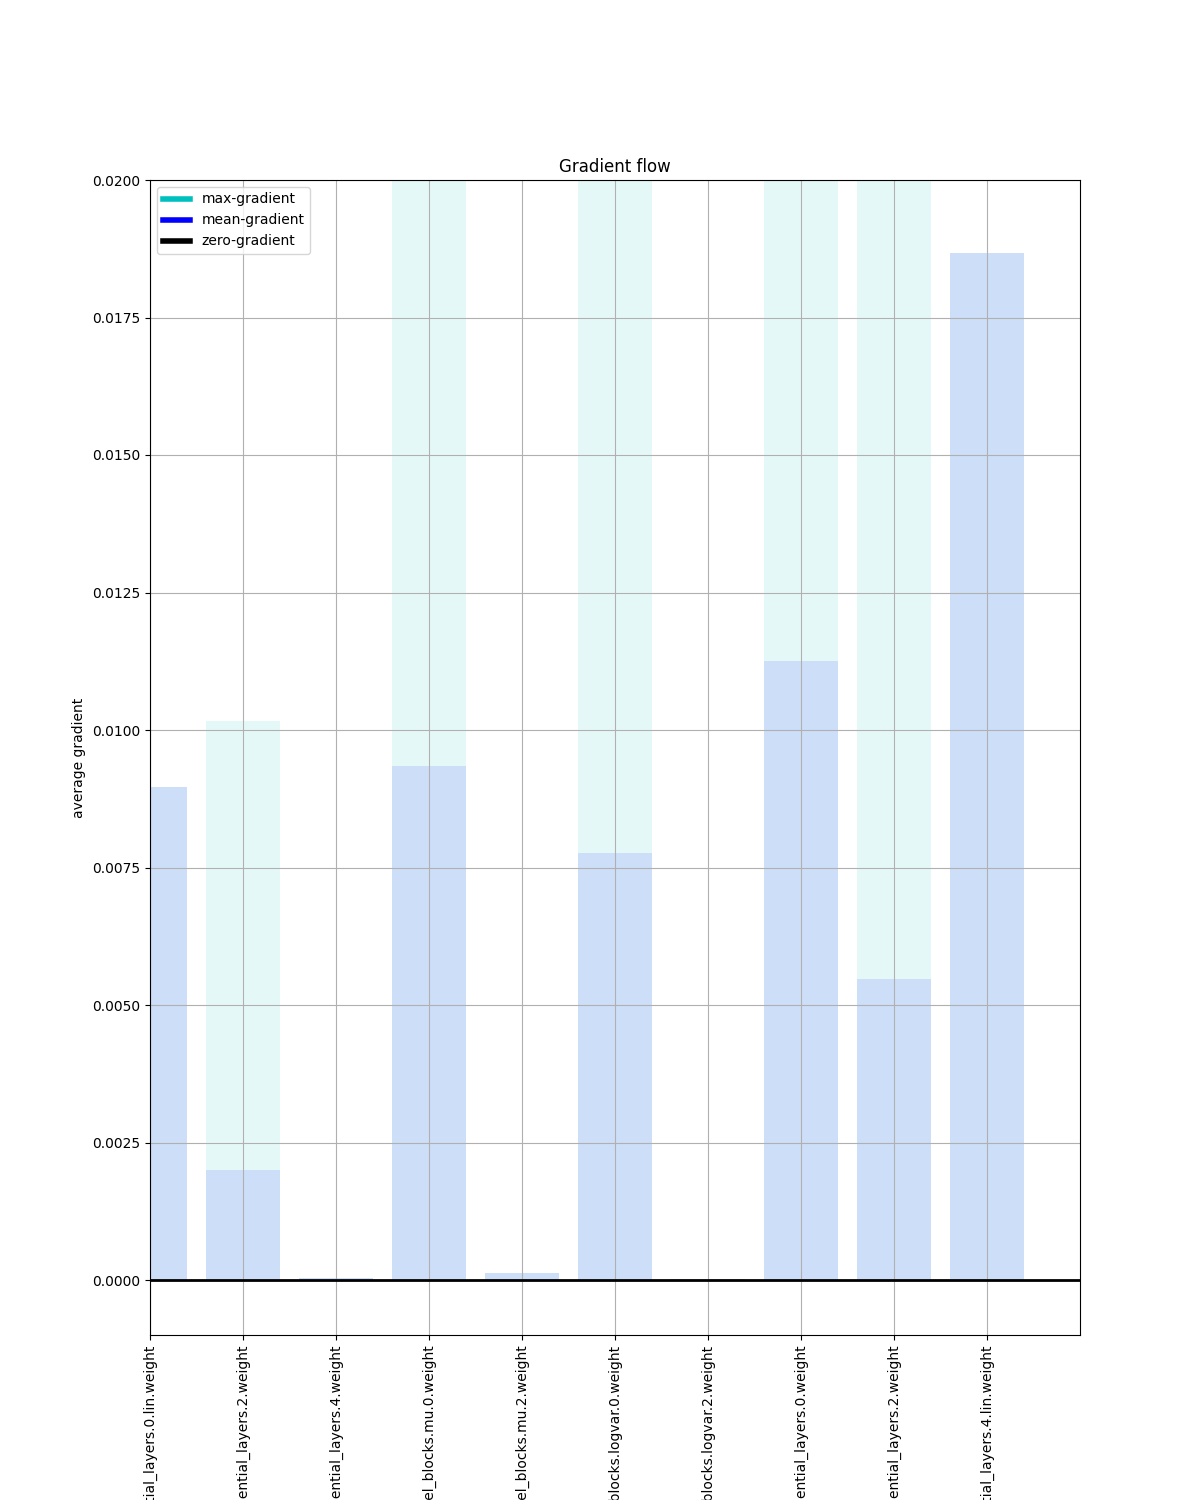 Gradient flow
max-gradient
mean-gradient
zero-gradient
0.0200
0.0175
0.0150
0.0125
0.0100
0.0075
0.0050
0.0025
0.0000
average gradient
tial_layers.0.lin.weight
ential_layers.2.weight
ential_layers.4.weight
el_blocks.mu.0.weight
el_blocks.mu.2.weight
blocks.logvar.0.weight
blocks.logvar.2.weight
ential_layers.0.weight
ential_layers.2.weight
tial_layers.4.lin.weight